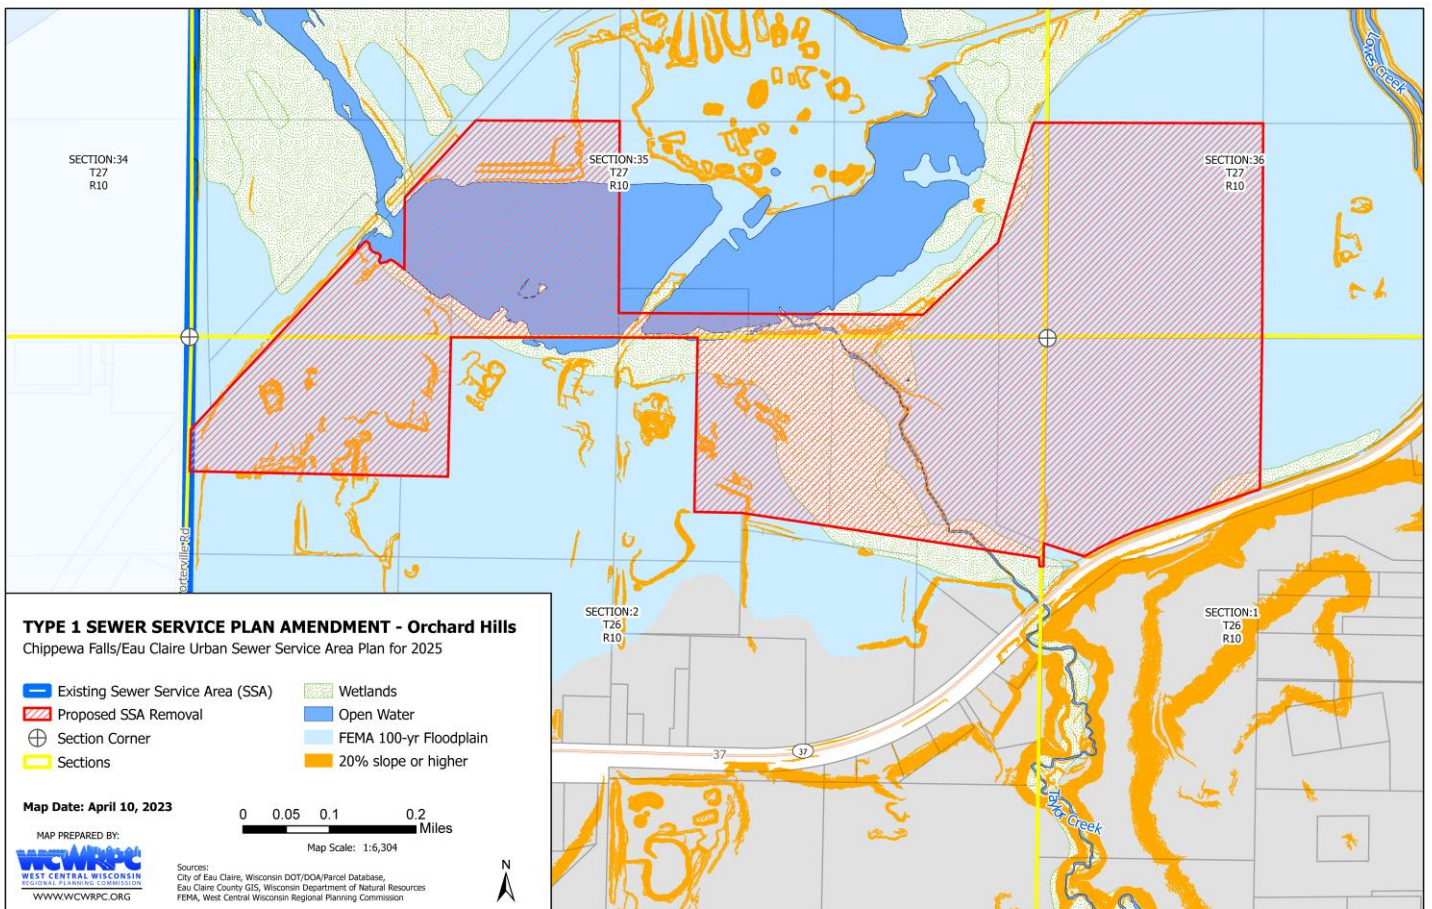 Lowes Creek
SECTION:34
T27
R10
SECTION:35
T27
R10
SECTION:36
T27
R10
orterville Rd
SECTION:2
T26
R10
SECTION:1
T26
R10
37
37
Taylor Creek
TYPE 1 SEWER SERVICE PLAN AMENDMENT - Orchard Hills
Chippewa Falls/Eau Claire Urban Sewer Service Area Plan for 2025
Existing Sewer Service Area (SSA)
Proposed SSA Removal
Section Corner
Sections
Wetlands
Open Water
FEMA 100-yr Floodplain
20% slope or higher
Map Date: April 10, 2023
0 0.05 0.1 0.2
Miles
Map Scale: 1:6,304
MAP PREPARED BY:
WCWRPC
WEST CENTRAL WISCONSIN
REGIONAL PLANNING COMMISSION
WWW.WCWRPC.ORG
Sources:
City of Eau Claire, Wisconsin DOT/DOA/Parcel Database,
Eau Claire County GIS, Wisconsin Department of Natural Resources
FEMA, West Central Wisconsin Regional Planning Commission
N